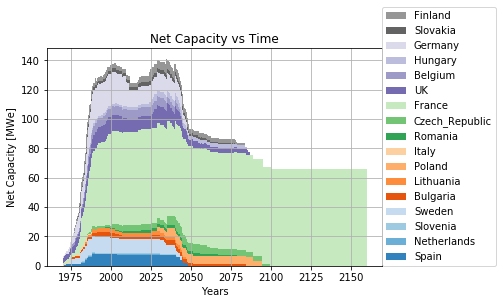 Net Capacity vs Time
Net Capacity [MWe]
140
120
100
80
60
40
20
0
1975
2000
2025
2050
2075
2100
2125
2150
Years
Finland
Slovakia
Germany
Hungary
Belgium
UK
France
Czech_Republic
Romania
Italy
Poland
Lithuania
Bulgaria
Sweden
Slovenia
Netherlands
Spain